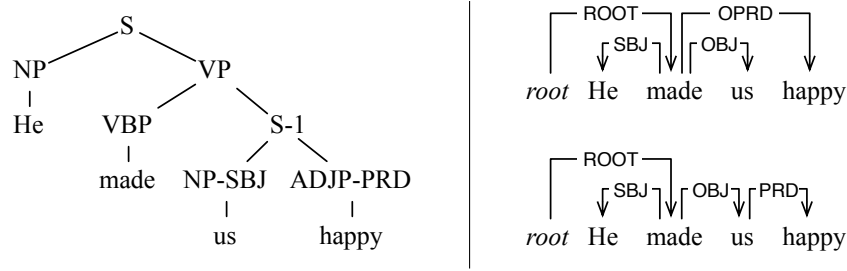 S
NP VP
He VBP S-1
made NP-SBJ ADJP-PRD
us happy
ROOT OPRD
SBJ OBJ
root He made us happy
ROOT
SBJ OBJ PRD
root He made us happy